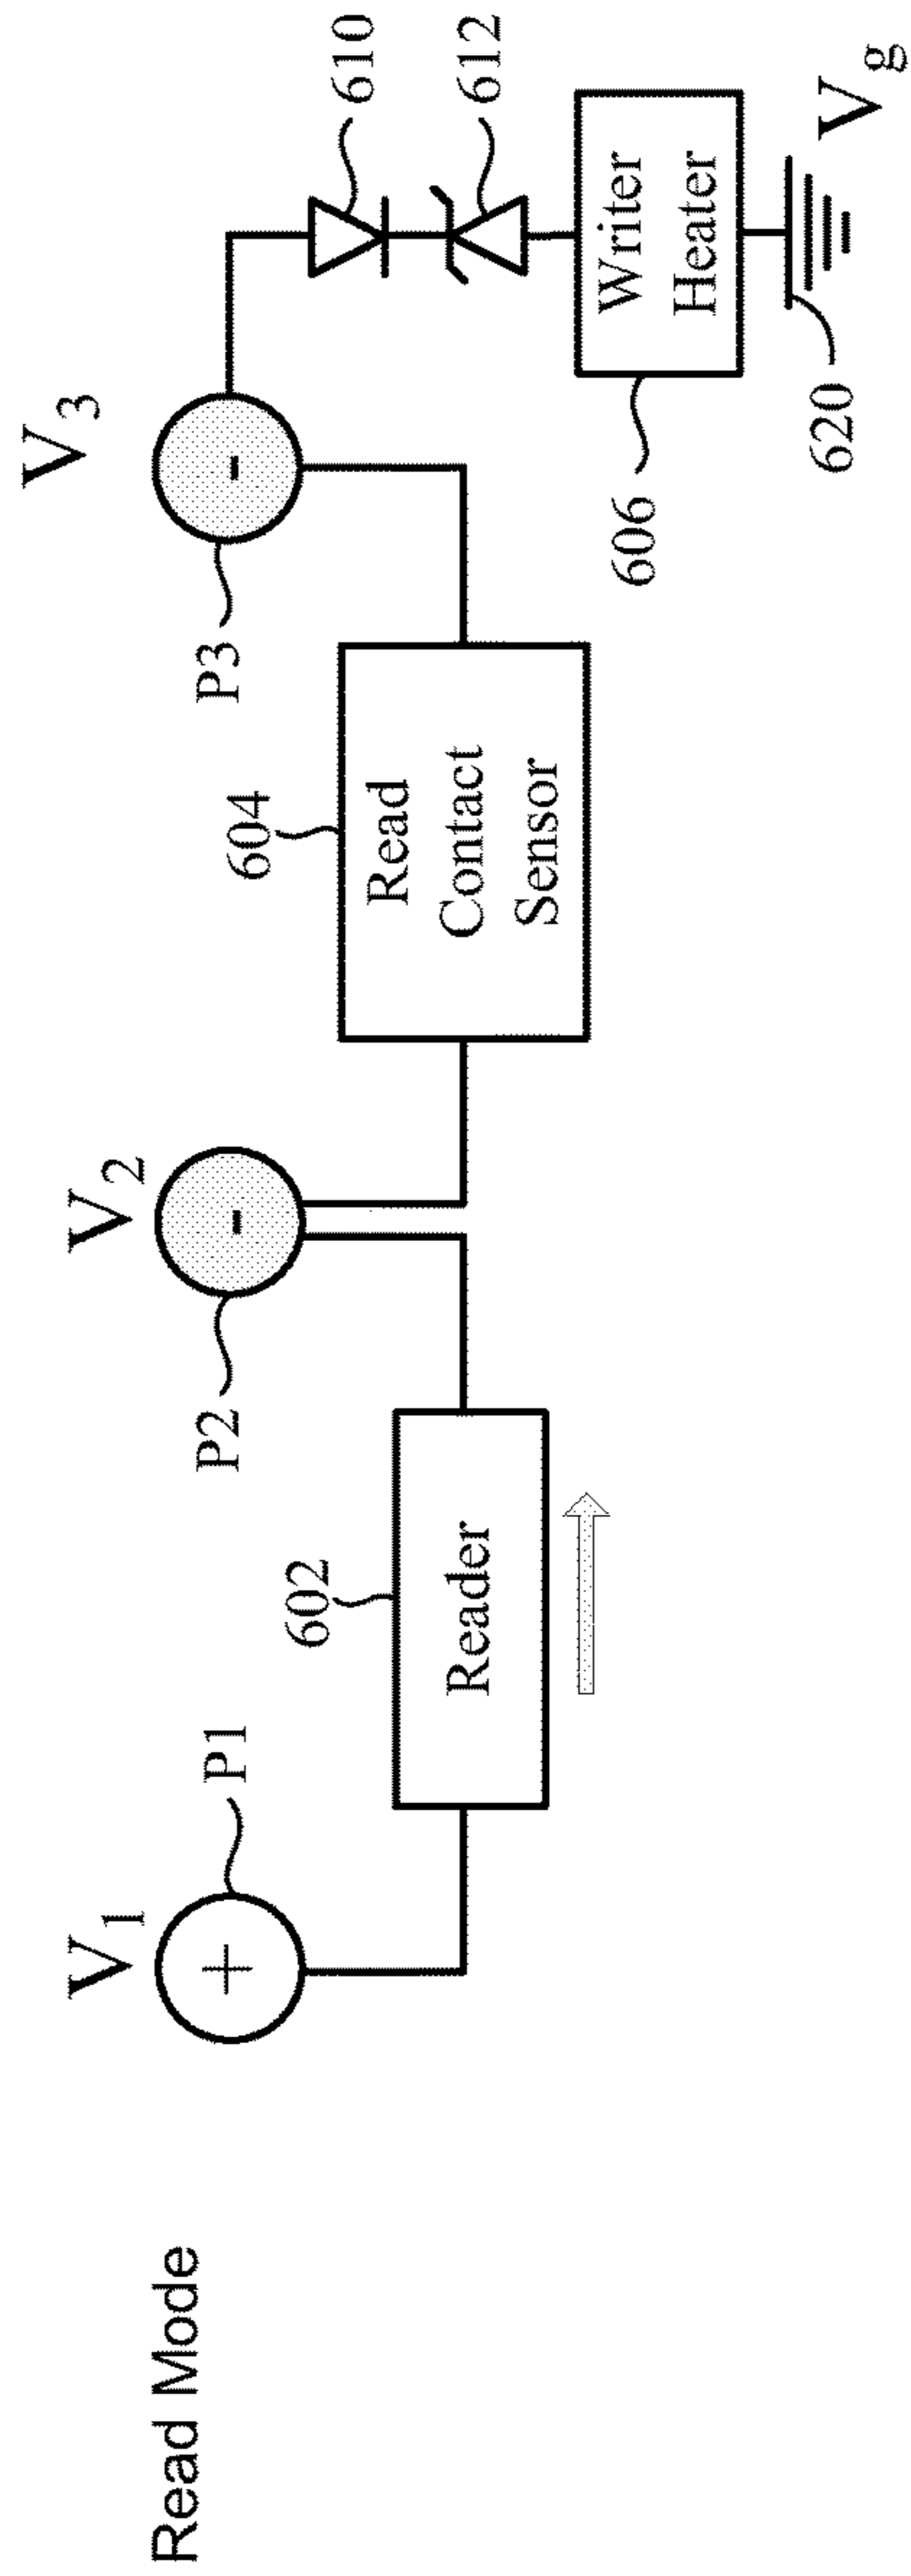 Read Mode
V1
P1
602
Reader
V2
P2
604
Read
Contact
Sensor
V3
P3
610
612
606
Writer
Heater
620
Vg
+
-
-